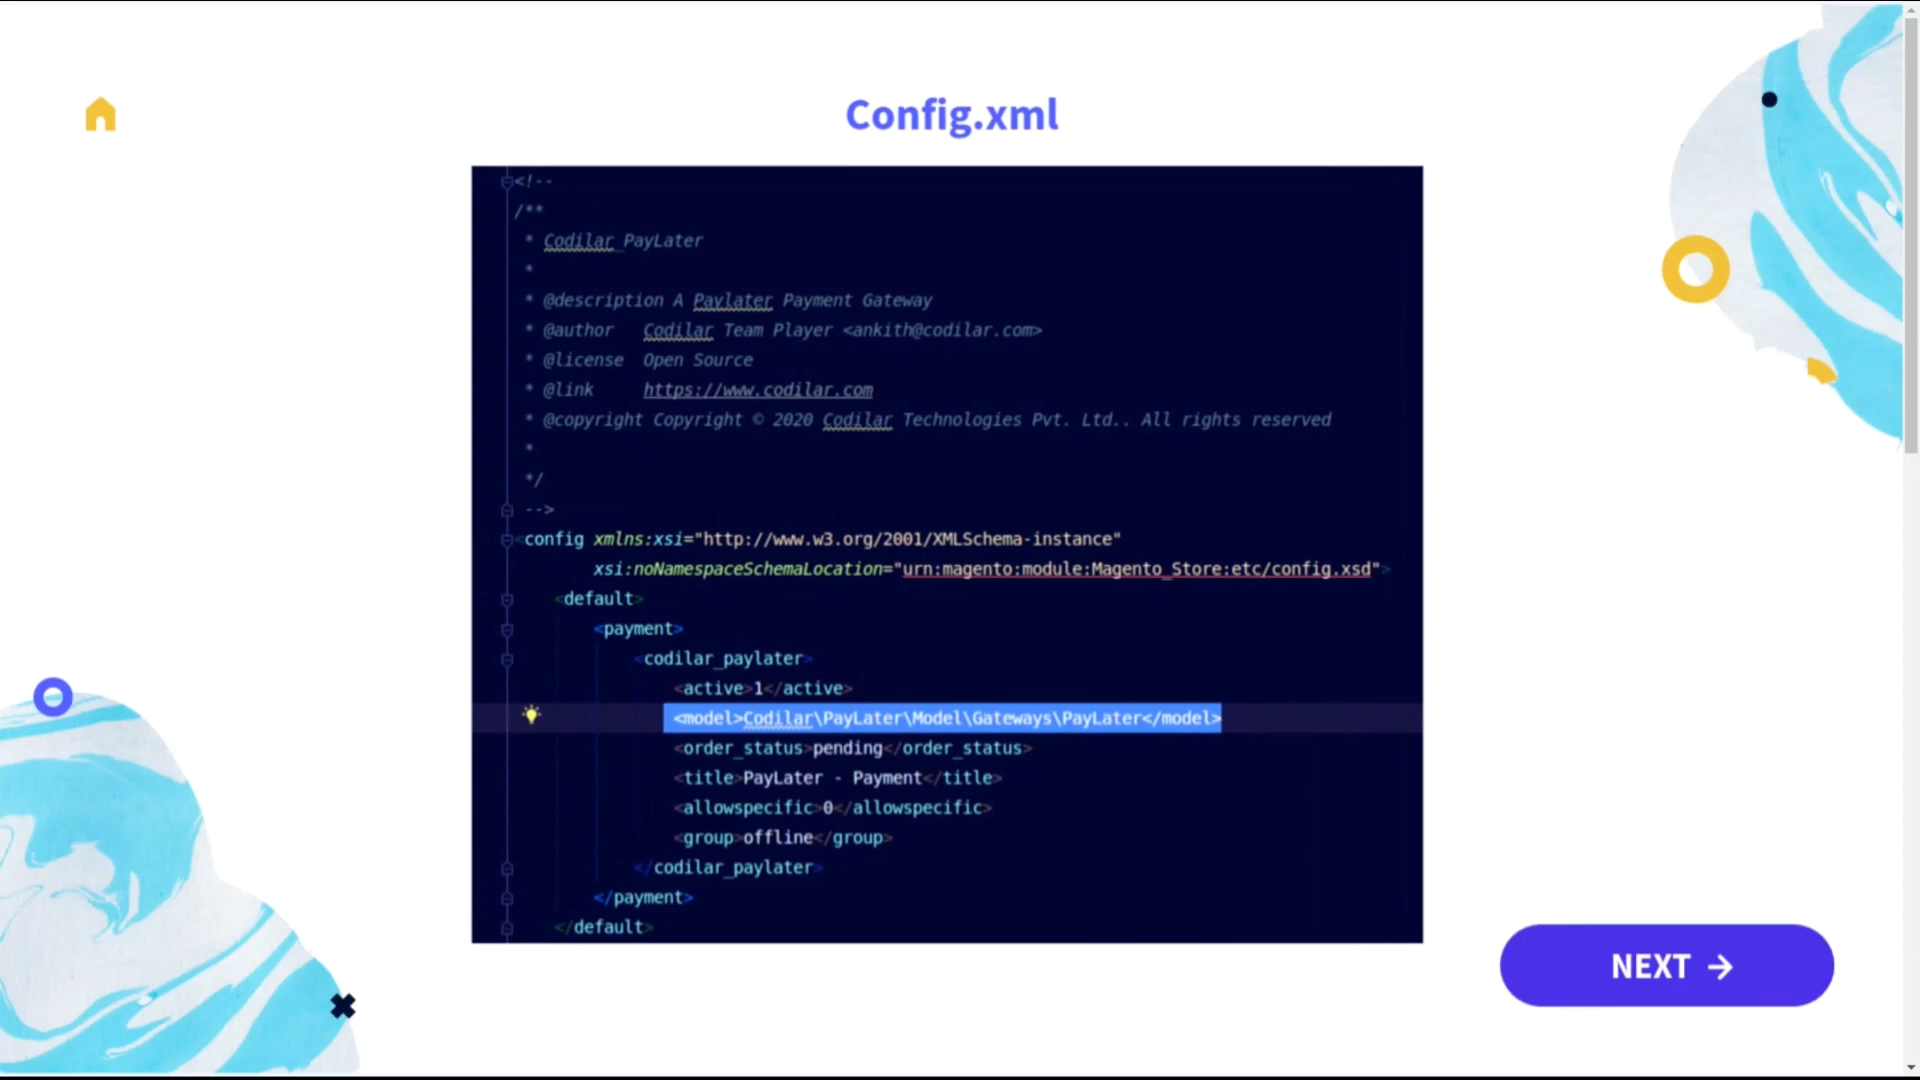 Config.xml
<!--
/**
* Codilar_PayLater
*
* @description A Paylater Payment Gateway
* @author Codilar Team Player <ankith@codilar.com>
* @license Open Source
* @link https://www.codilar.com
* @copyright Copyright © 2020 Codilar Technologies Pvt. Ltd.. All rights reserved
*
*/
-->
<config xmlns:xsi="http://www.w3.org/2001/XMLSchema-instance"
xsi:noNamespaceSchemaLocation="urn:magento:module:Magento_Store:etc/config.xsd">
<default>
<payment>
<codilar_paylater>
<active>1</active>
<model>Codilar\PayLater\Model\Gateways\PayLater</model>
<order_status>pending</order_status>
<title>PayLater - Payment</title>
<allowspecific>0</allowspecific>
<group>offline</group>
</codilar_paylater>
</payment>
</default>
NEXT →